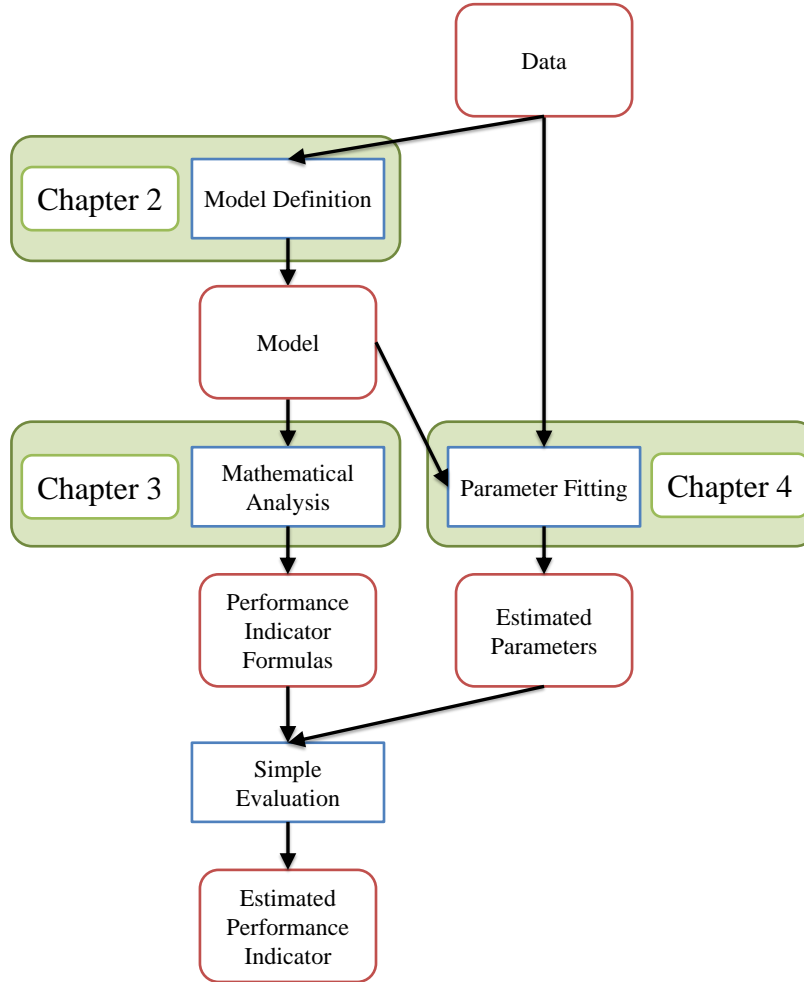 Data
Chapter 2
Model Definition
Model
Chapter 3
Mathematical
Analysis
Parameter Fitting
Chapter 4
Performance
Indicator
Formulas
Estimated
Parameters
Simple
Evaluation
Estimated
Performance
Indicator